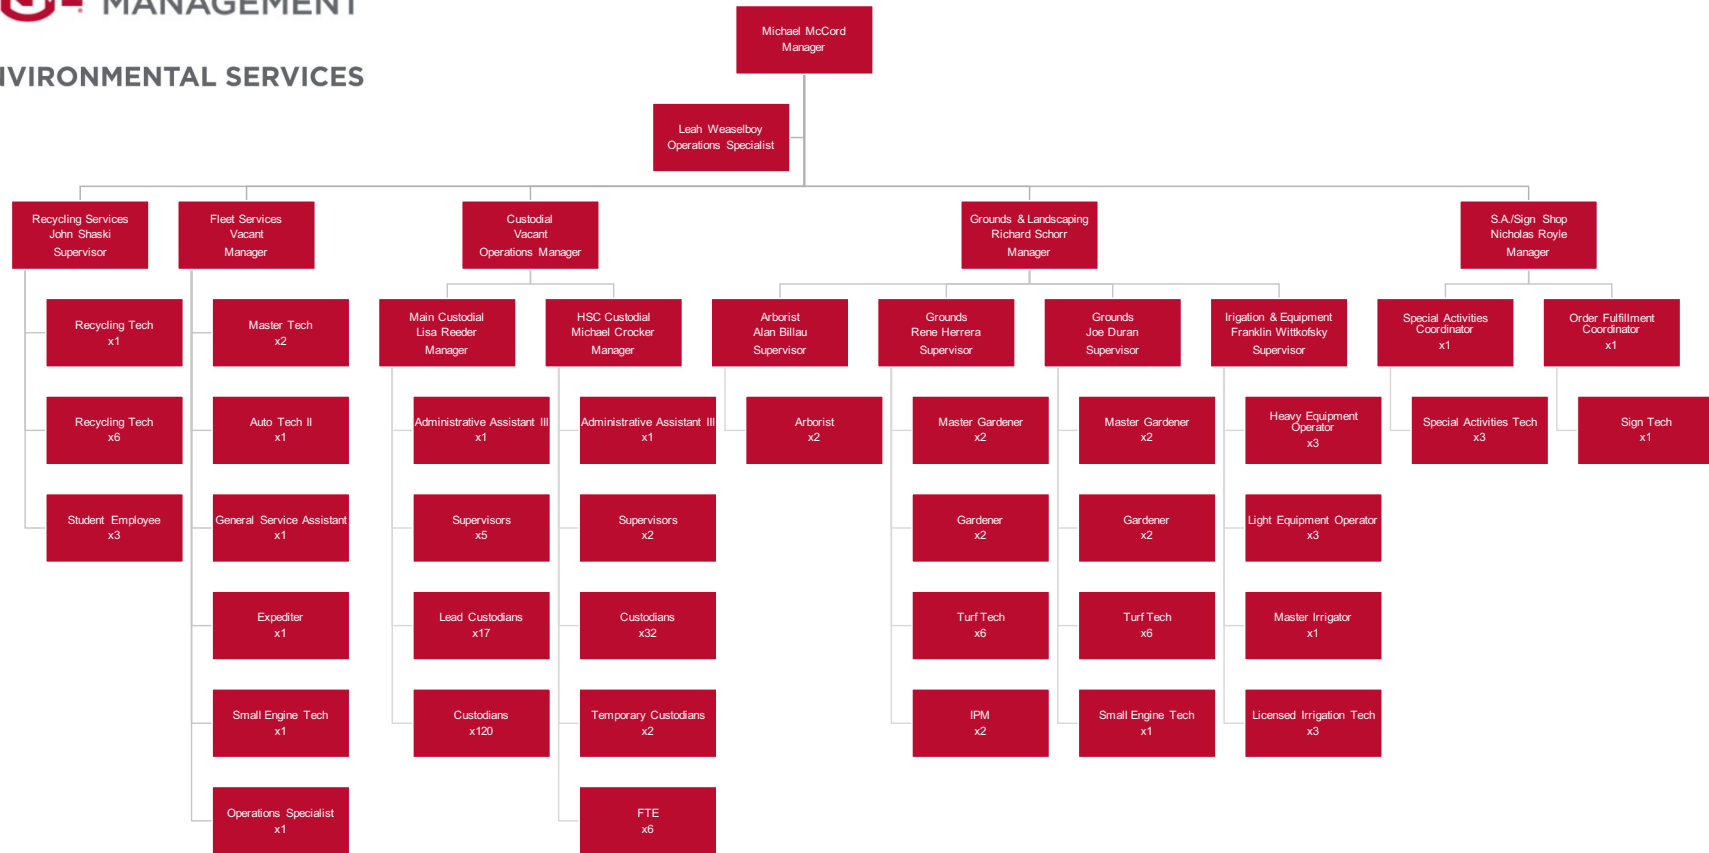 MANAGEMENT
NVIRONMENTAL SERVICES
Michael McCord
Manager
Leah Weaselboy
Operations Specialist
Recycling Services
John Shaski
Supervisor
Fleet Services
Vacant
Manager
Custodial
Vacant
Operations Manager
Grounds & Landscaping
Richard Schorr
Manager
S.A./Sign Shop
Nicholas Royle
Manager
Recycling Tech
x1
Recycling Tech
x6
Student Employee
x3
Master Tech
x2
Auto Tech II
x1
General Service Assistant
x1
Expediter
x1
Small Engine Tech
x1
Operations Specialist
x1
Main Custodial
Lisa Reeder
Manager
Administrative Assistant III
x1
Supervisors
x5
Lead Custodians
x17
Custodians
x120
HSC Custodial
Michael Crocker
Manager
Administrative Assistant III
x1
Supervisors
x2
Custodians
x32
Temporary Custodians
x2
FTE
x6
Arborist
Alan Billau
Supervisor
Arborist
x2
Grounds
Rene Herrera
Supervisor
Master Gardener
x2
Gardener
x2
Turf Tech
x6
IPM
x2
Grounds
Joe Duran
Supervisor
Master Gardener
x2
Gardener
x2
Turf Tech
x6
Small Engine Tech
x1
Irigation & Equipment
Franklin Wittkofsky
Supervisor
Heavy Equipment
Operator
x3
Light Equipment Operator
x3
Master Irrigator
x1
Licensed Irrigation Tech
x3
Special Activities
Coordinator
x1
Special Activities Tech
x3
Order Fulfillment
Coordinator
x1
Sign Tech
x1